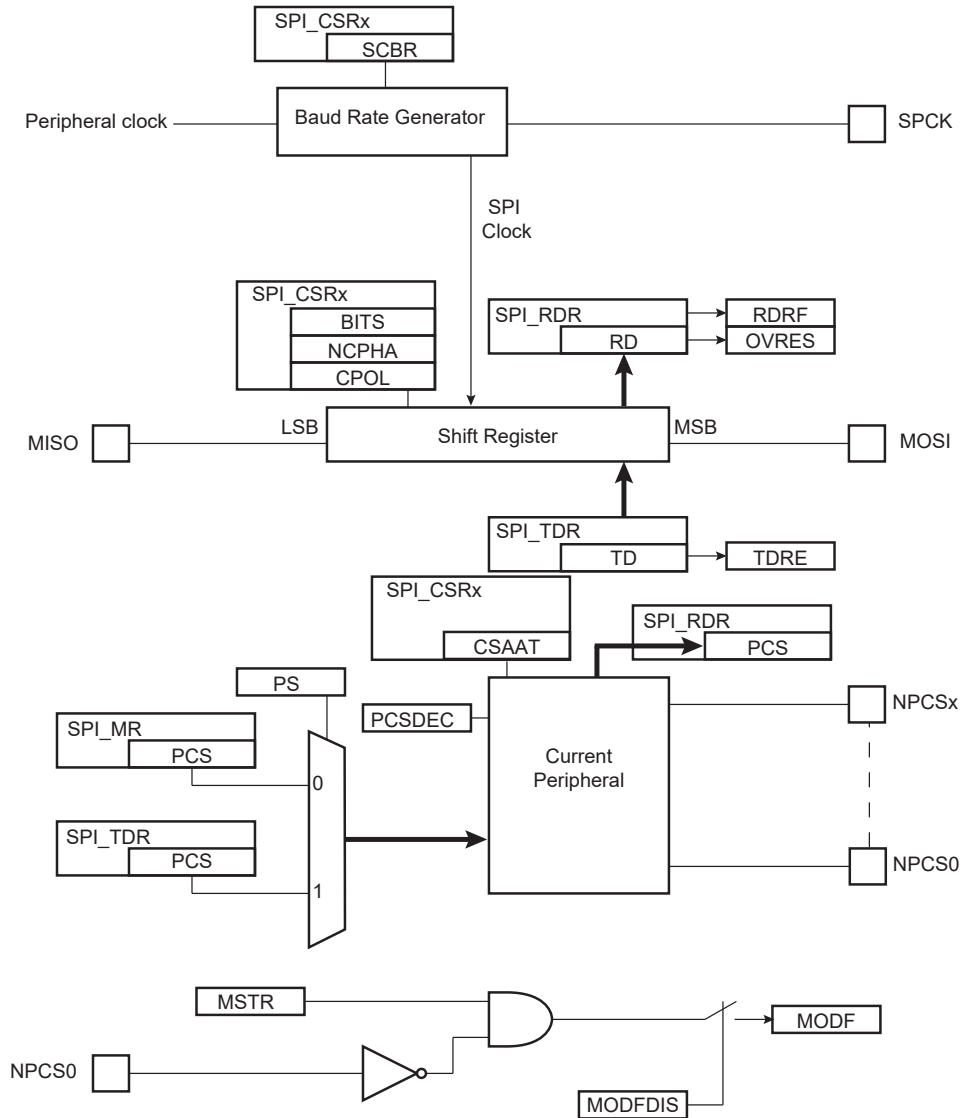 SPI_CSRx
SCBR
Peripheral clock
Baud Rate Generator
SPCK
SPI
Clock
SPI_CSRx
BITS
NCPHA
CPOL
SPI_RDR
RD
RDRF
OVRES
MISO
LSB
Shift Register
MSB
MOSI
SPI_TDR
TD
TDRE
SPI_CSRx
CSAAT
SPI_RDR
PCS
PS
PCSDEC
NPCSx
SPI_MR
PCS
0
Current
Peripheral
SPI_TDR
PCS
1
NPCS0
MSTR
MODF
NPCS0
MODFDIS